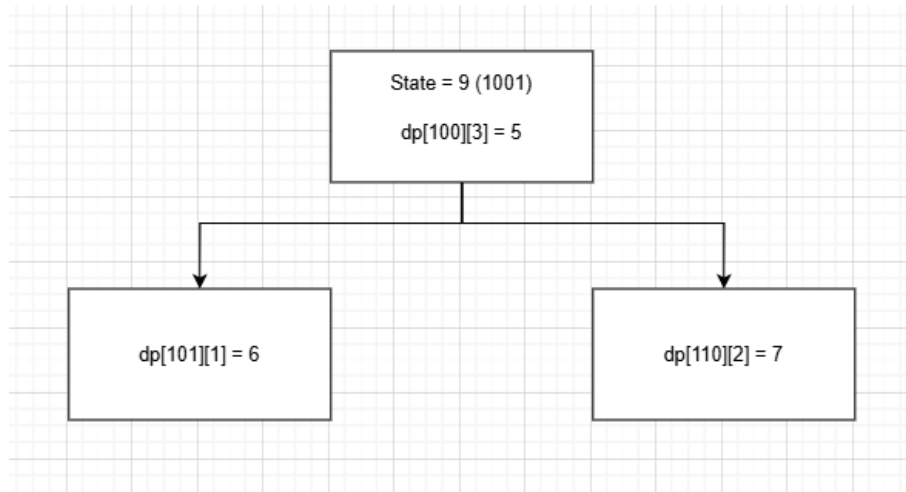 State = 9 (1001)
dp[100][3] = 5
dp[101][1] = 6
dp[110][2] = 7